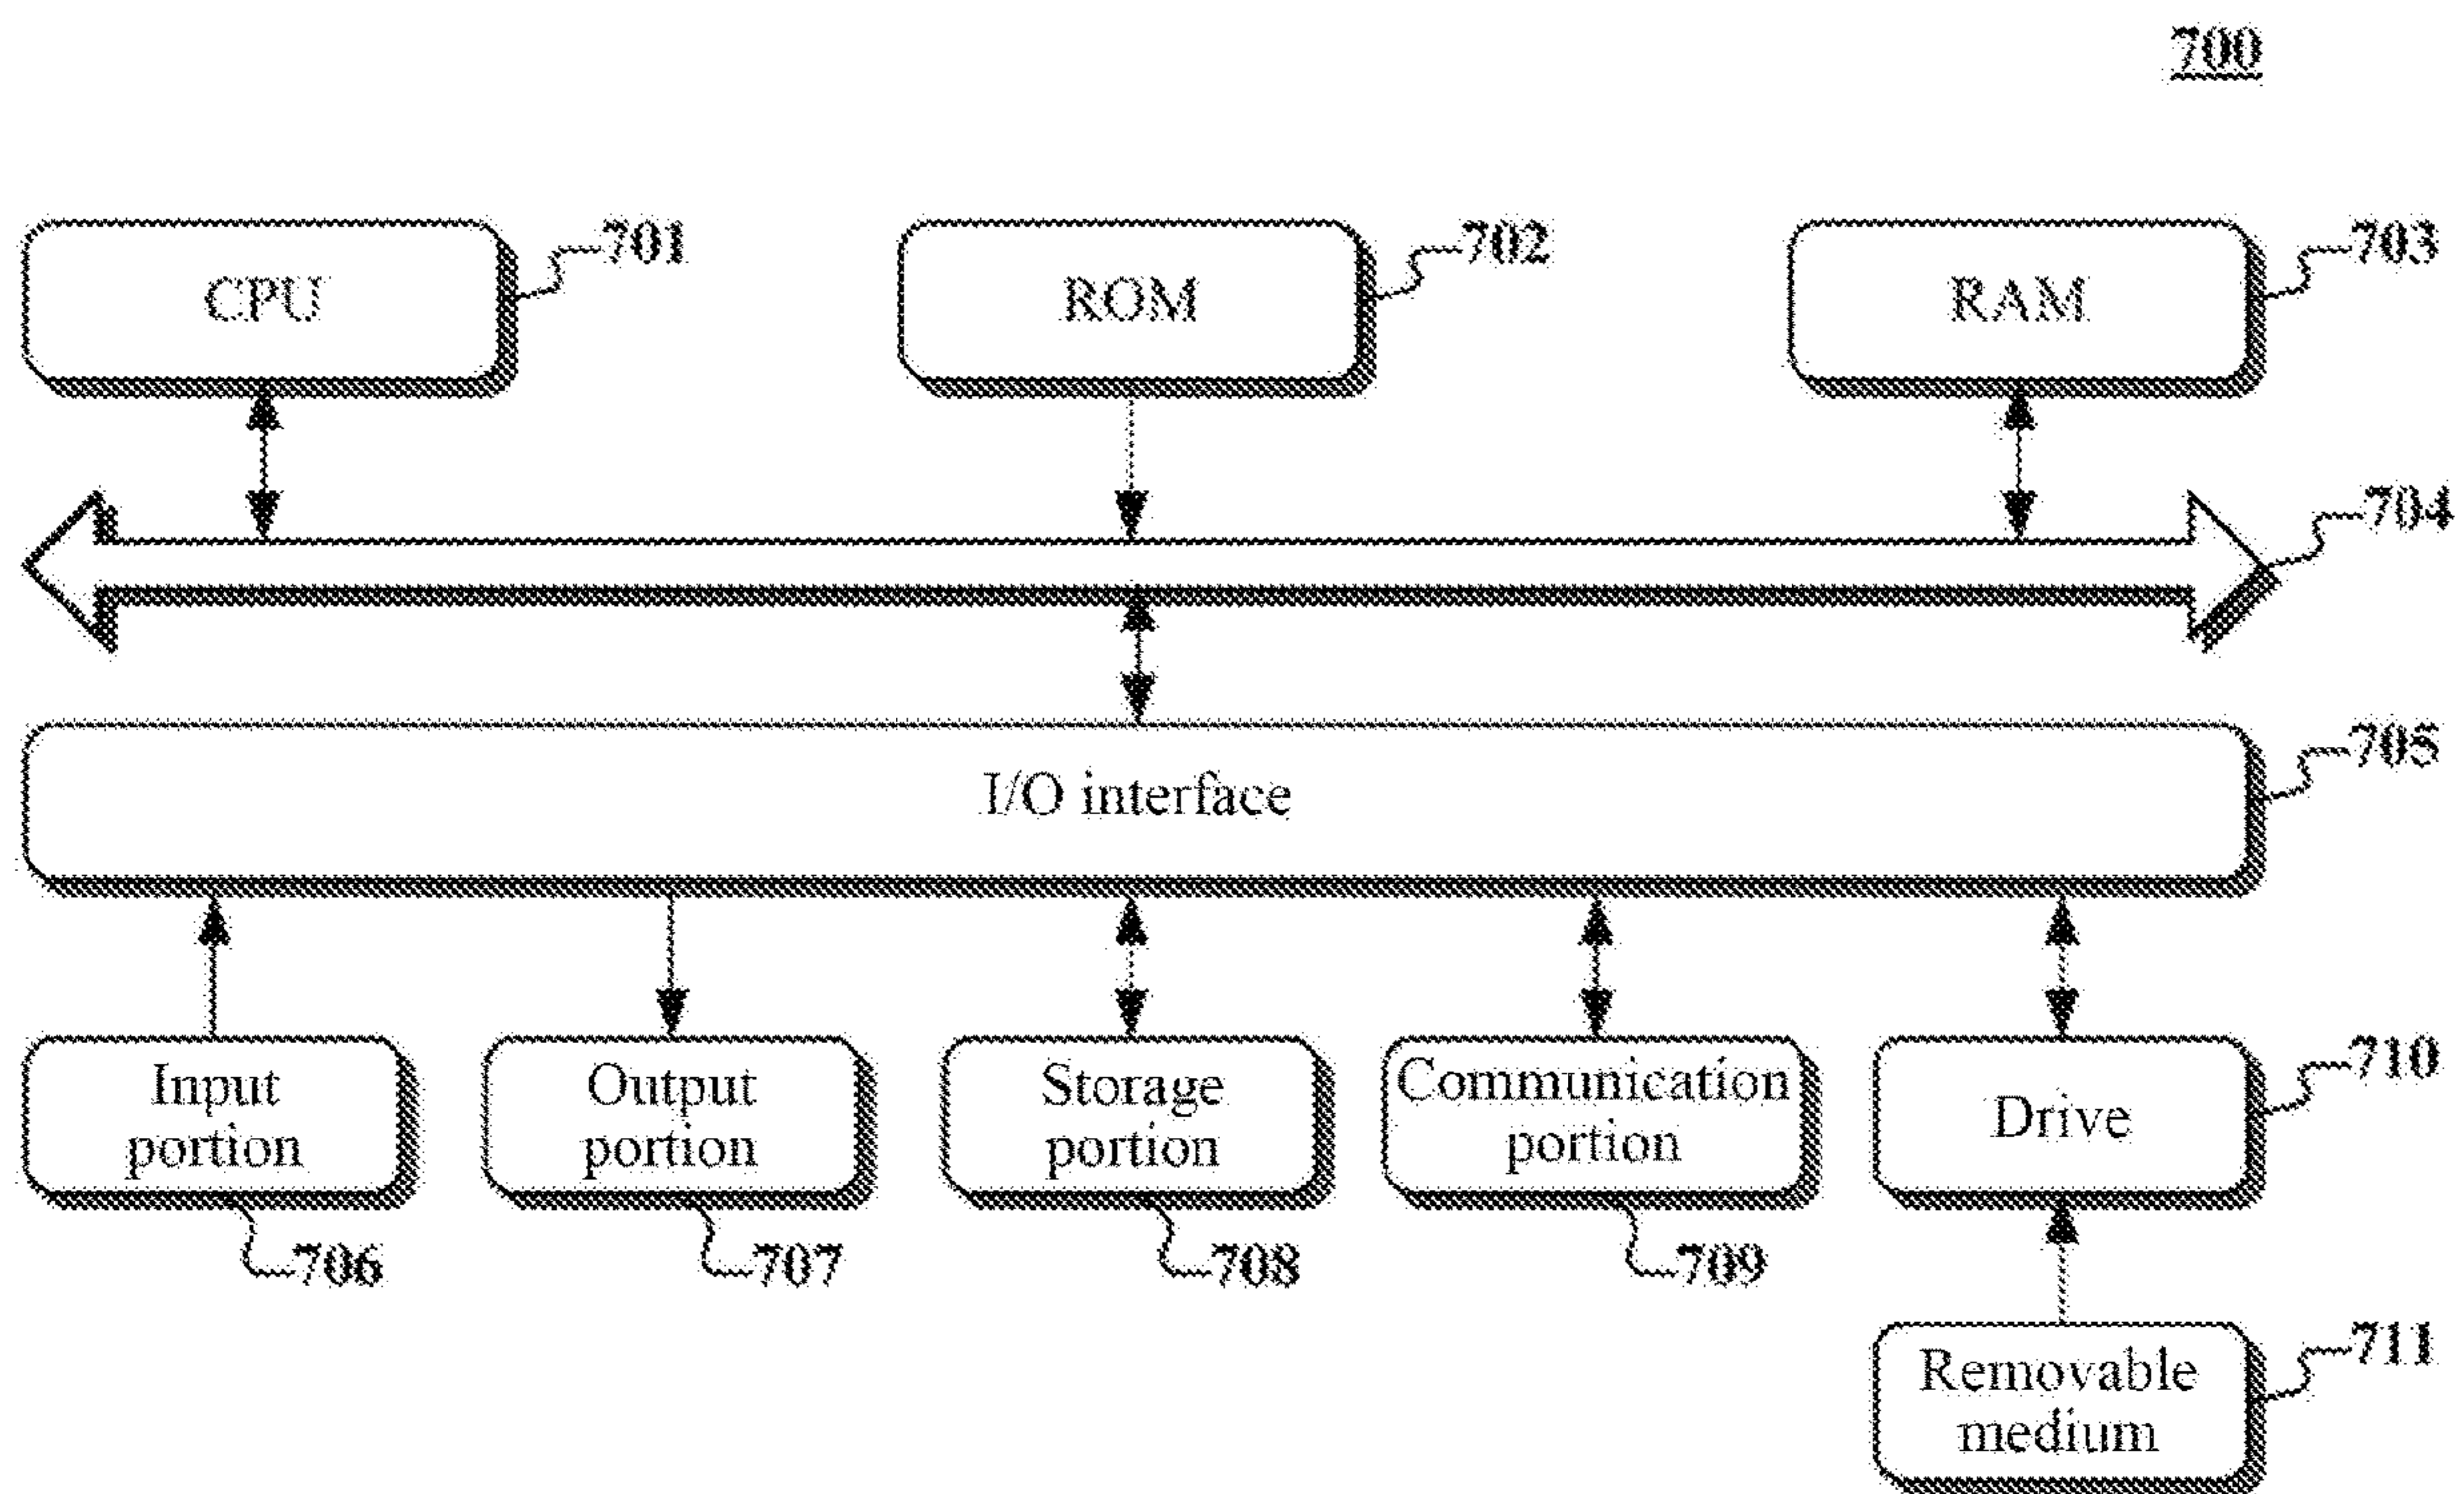 700
CPU
701
ROM
702
RAM
703
704
I/O interface
705
Input
portion
Output
portion
Storage
portion
Communication
portion
Drive
710
706
707
708
709
Removable
medium
711